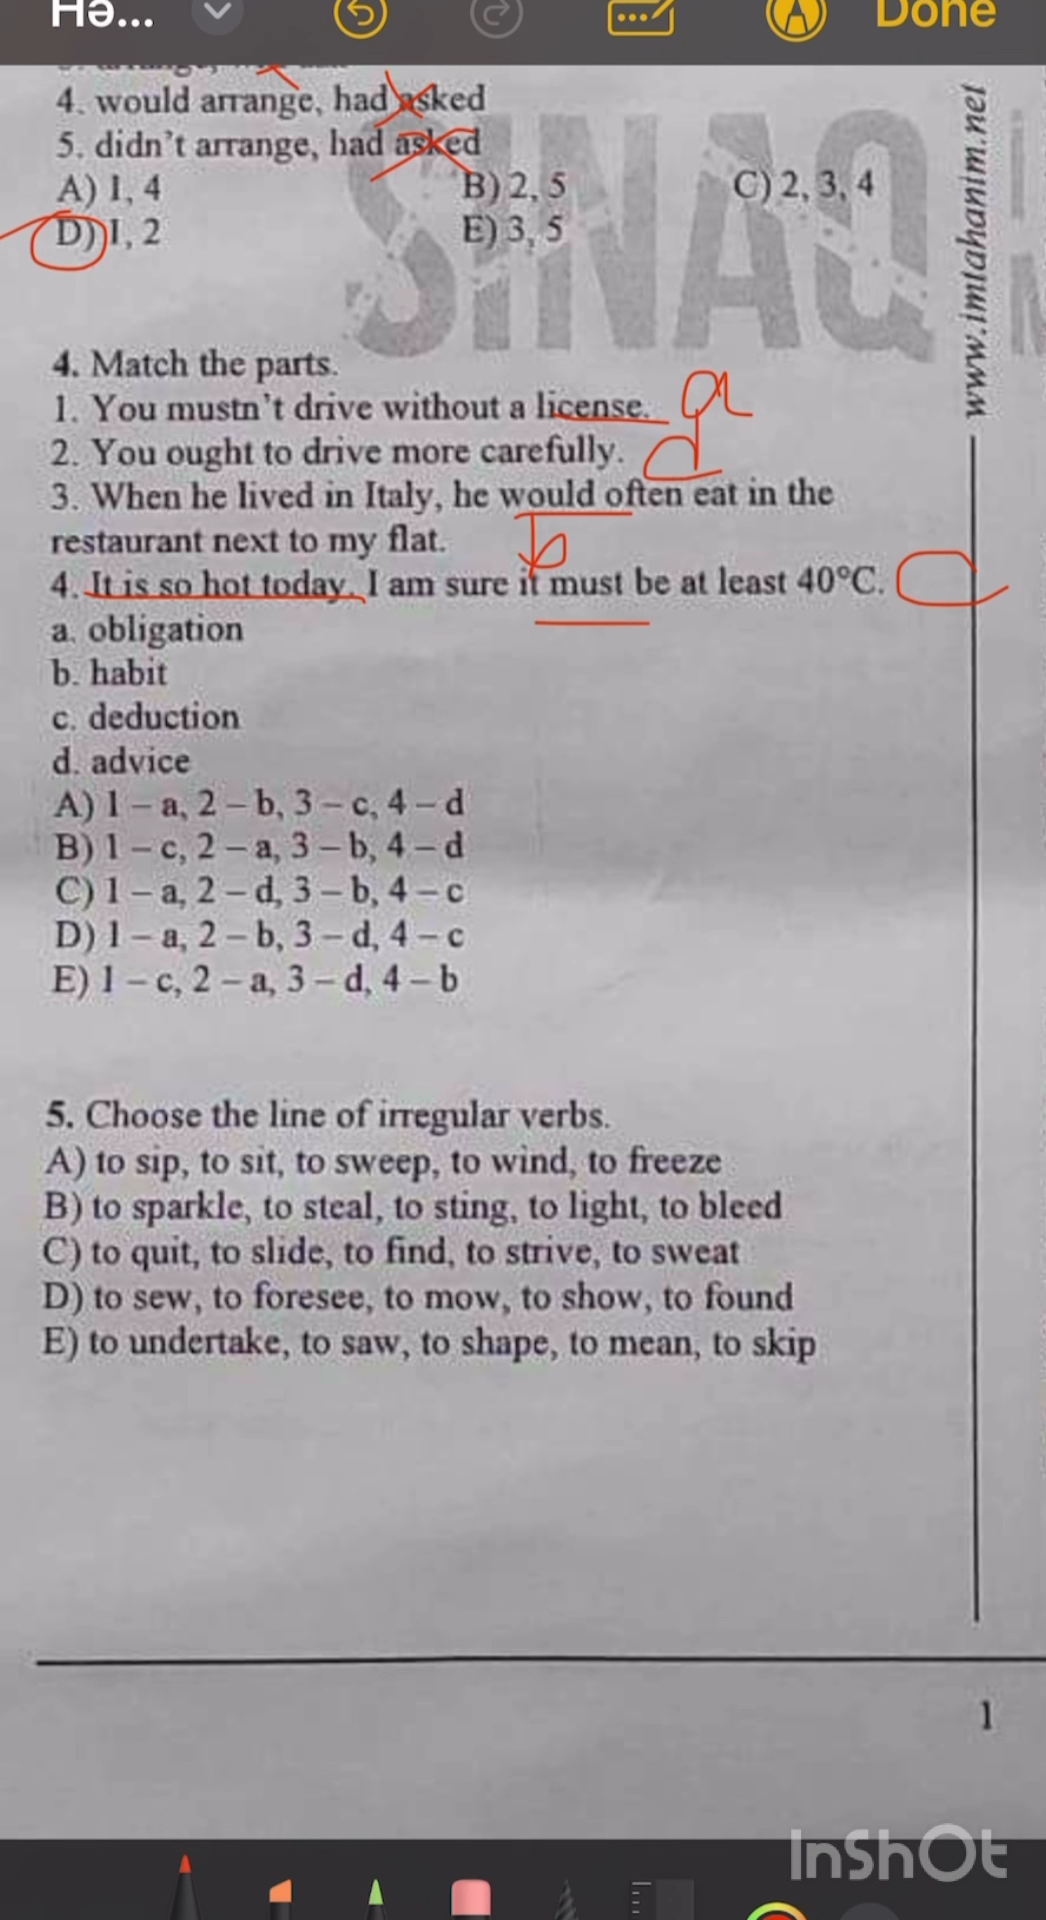 Hə...
Done
4. would arrange, had asked
5. didn't arrange, had asked
A) 1, 4 B) 2, 5 C) 2, 3, 4
D) 1, 2 E) 3, 5
SINAQ
www.imtahanim.net
4. Match the parts.
1. You mustn't drive without a license. a
2. You ought to drive more carefully. d
3. When he lived in Italy, he would often eat in the
restaurant next to my flat. b
4. It is so hot today. I am sure it must be at least 40°C. C
a. obligation
b. habit
c. deduction
d. advice
A) 1 – a, 2 – b, 3 – c, 4 – d
B) 1 – c, 2 – a, 3 – b, 4 – d
C) 1 – a, 2 – d, 3 – b, 4 – c
D) 1 – a, 2 – b, 3 – d, 4 – c
E) 1 – c, 2 – a, 3 – d, 4 – b
5. Choose the line of irregular verbs.
A) to sip, to sit, to sweep, to wind, to freeze
B) to sparkle, to steal, to sting, to light, to bleed
C) to quit, to slide, to find, to strive, to sweat
D) to sew, to foresee, to mow, to show, to found
E) to undertake, to saw, to shape, to mean, to skip
1
InShOt